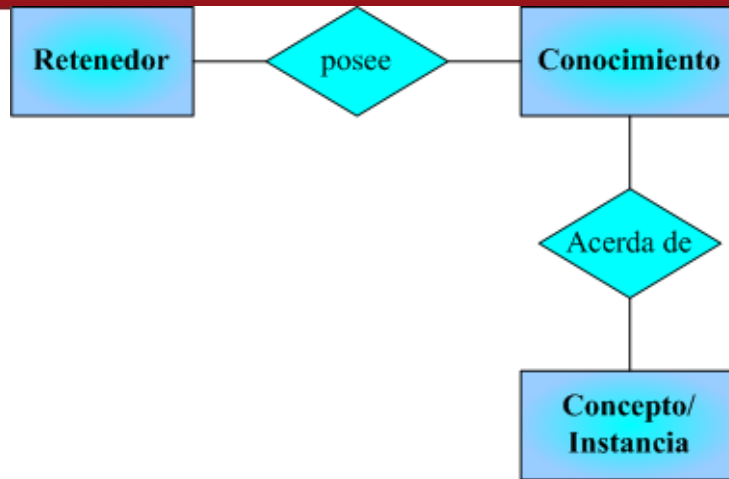 Retenedor
posee
Conocimiento
Acerda de
Concepto/
Instancia